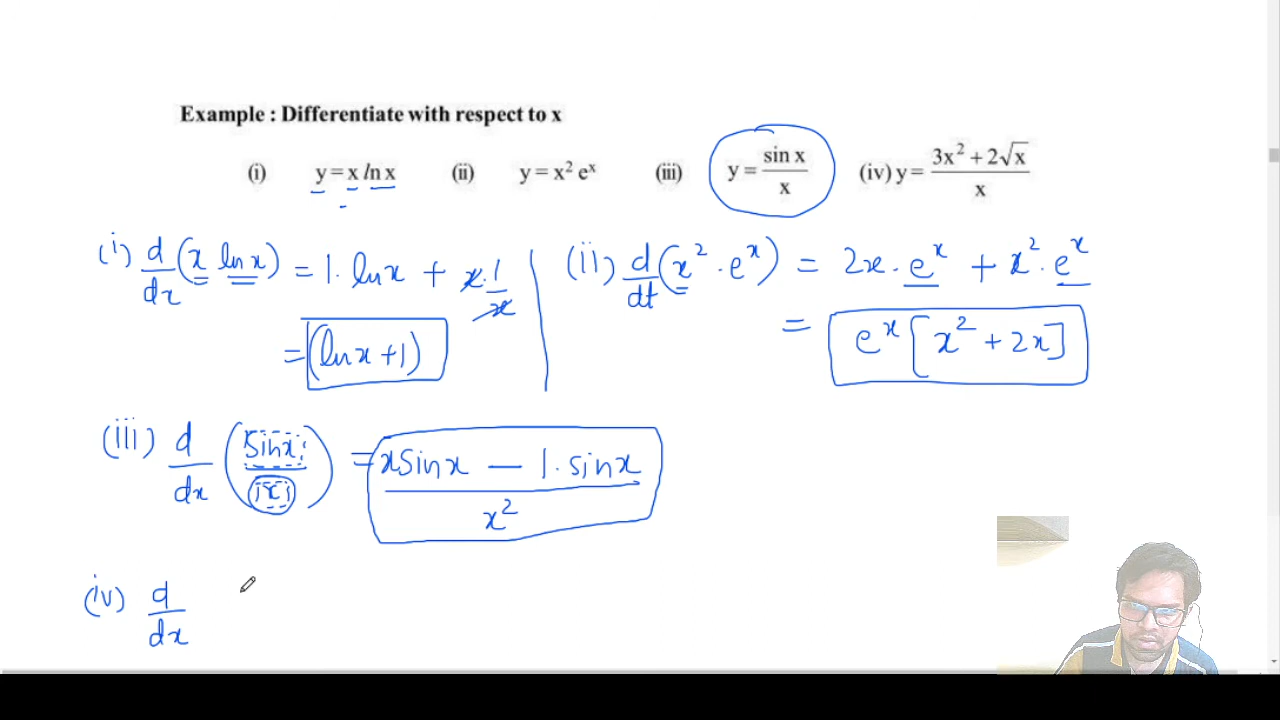 Example : Differentiate with respect to x
(i) y = x ln x (ii) y = x² eˣ (iii) y = sin x / x (iv) y = (3x² + 2√x) / x
(i) d/dx (x ln x) = 1. ln x + x. 1/x
= (ln x + 1)
(ii) d/dt (x² · eˣ) = 2x · eˣ + x² · eˣ
= eˣ [x² + 2x]
(iii) d/dx (sinx / x) = (x sin x − 1. sin x) / x²
(iv) d/dx